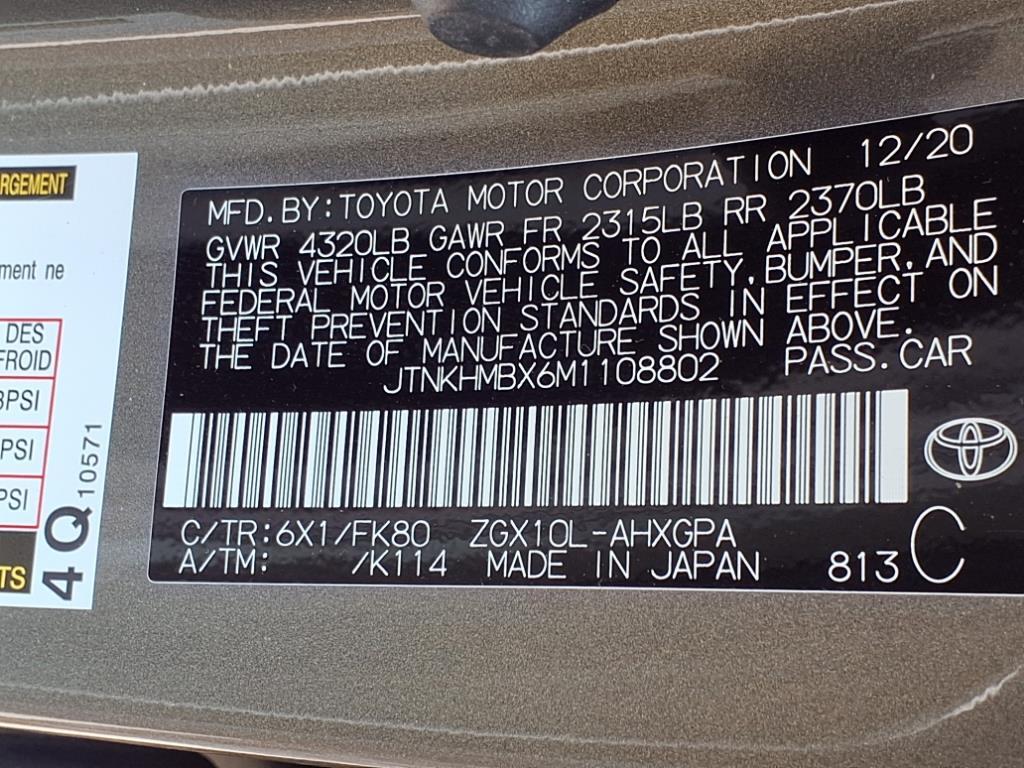 MFD.BY:TOYOTA MOTOR CORPORATION 12/20
GVWR 4320LB GAWR FR 2315LB RR 2370LB
THIS VEHICLE CONFORMS TO ALL APPLICABLE
FEDERAL MOTOR VEHICLE SAFETY, BUMPER, AND
THEFT PREVENTION STANDARDS IN EFFECT ON
THE DATE OF MANUFACTURE SHOWN ABOVE.
JTNKHMBX6M1108802 PASS.CAR
C/TR:6X1/FK80 ZGX10L-AHXGPA
A/TM: /K114 MADE IN JAPAN 813 C
RGEMENT
ment ne
DES
FROID
PSI
PSI
PSI
TS
4Q10571